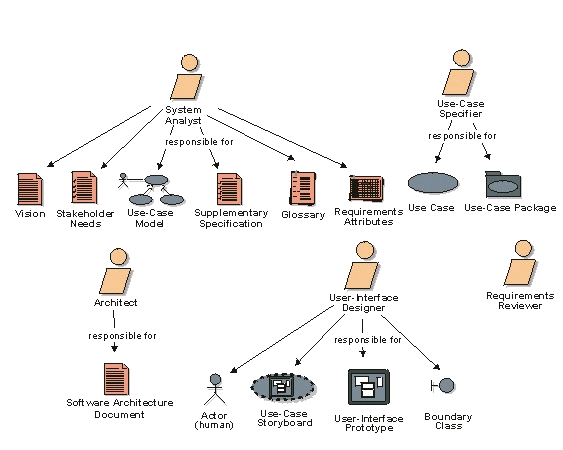 System
Analyst
responsible for
Vision
Stakeholder
Needs
Use-Case
Model
Supplementary
Specification
Glossary
Requirements
Attributes
Use-Case
Specifier
responsible for
Use Case
Use-Case Package
Architect
responsible for
Software Architecture
Document
User-Interface
Designer
responsible for
Actor
(human)
Use-Case
Storyboard
User-Interface
Prototype
Boundary
Class
Requirements
Reviewer